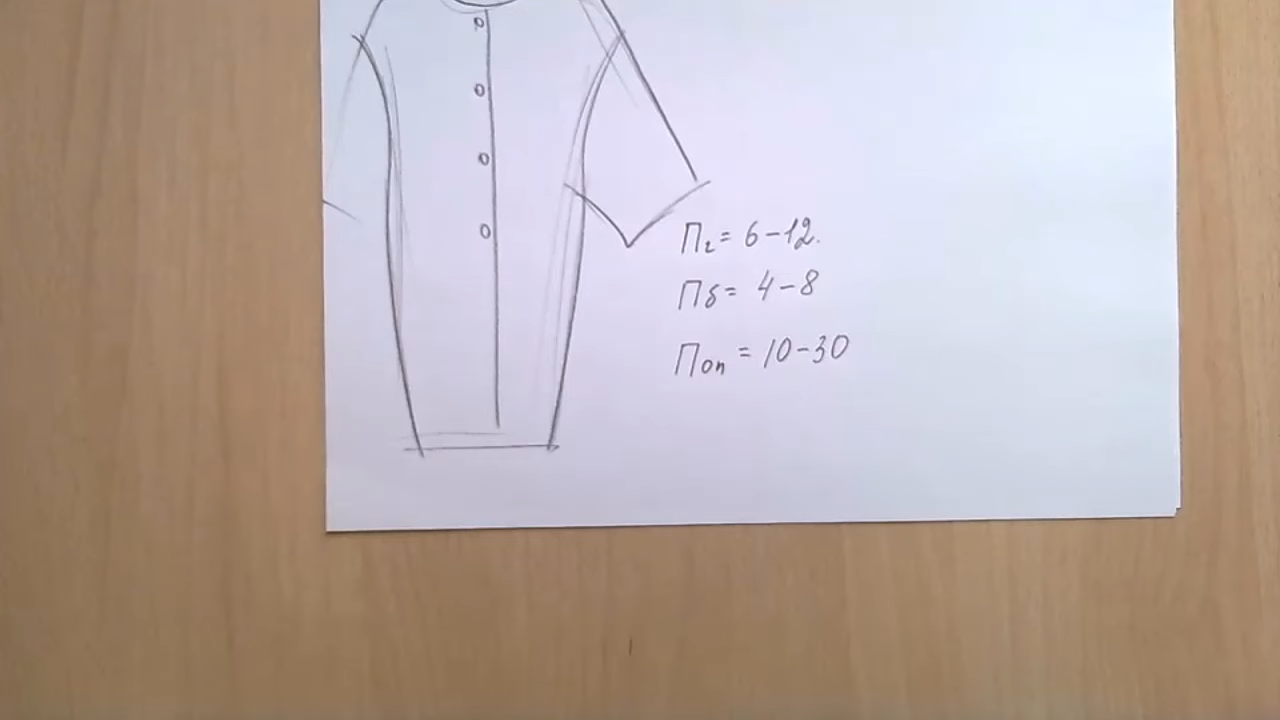 Пг = 6-12.
Пб = 4-8
Поп = 10-30